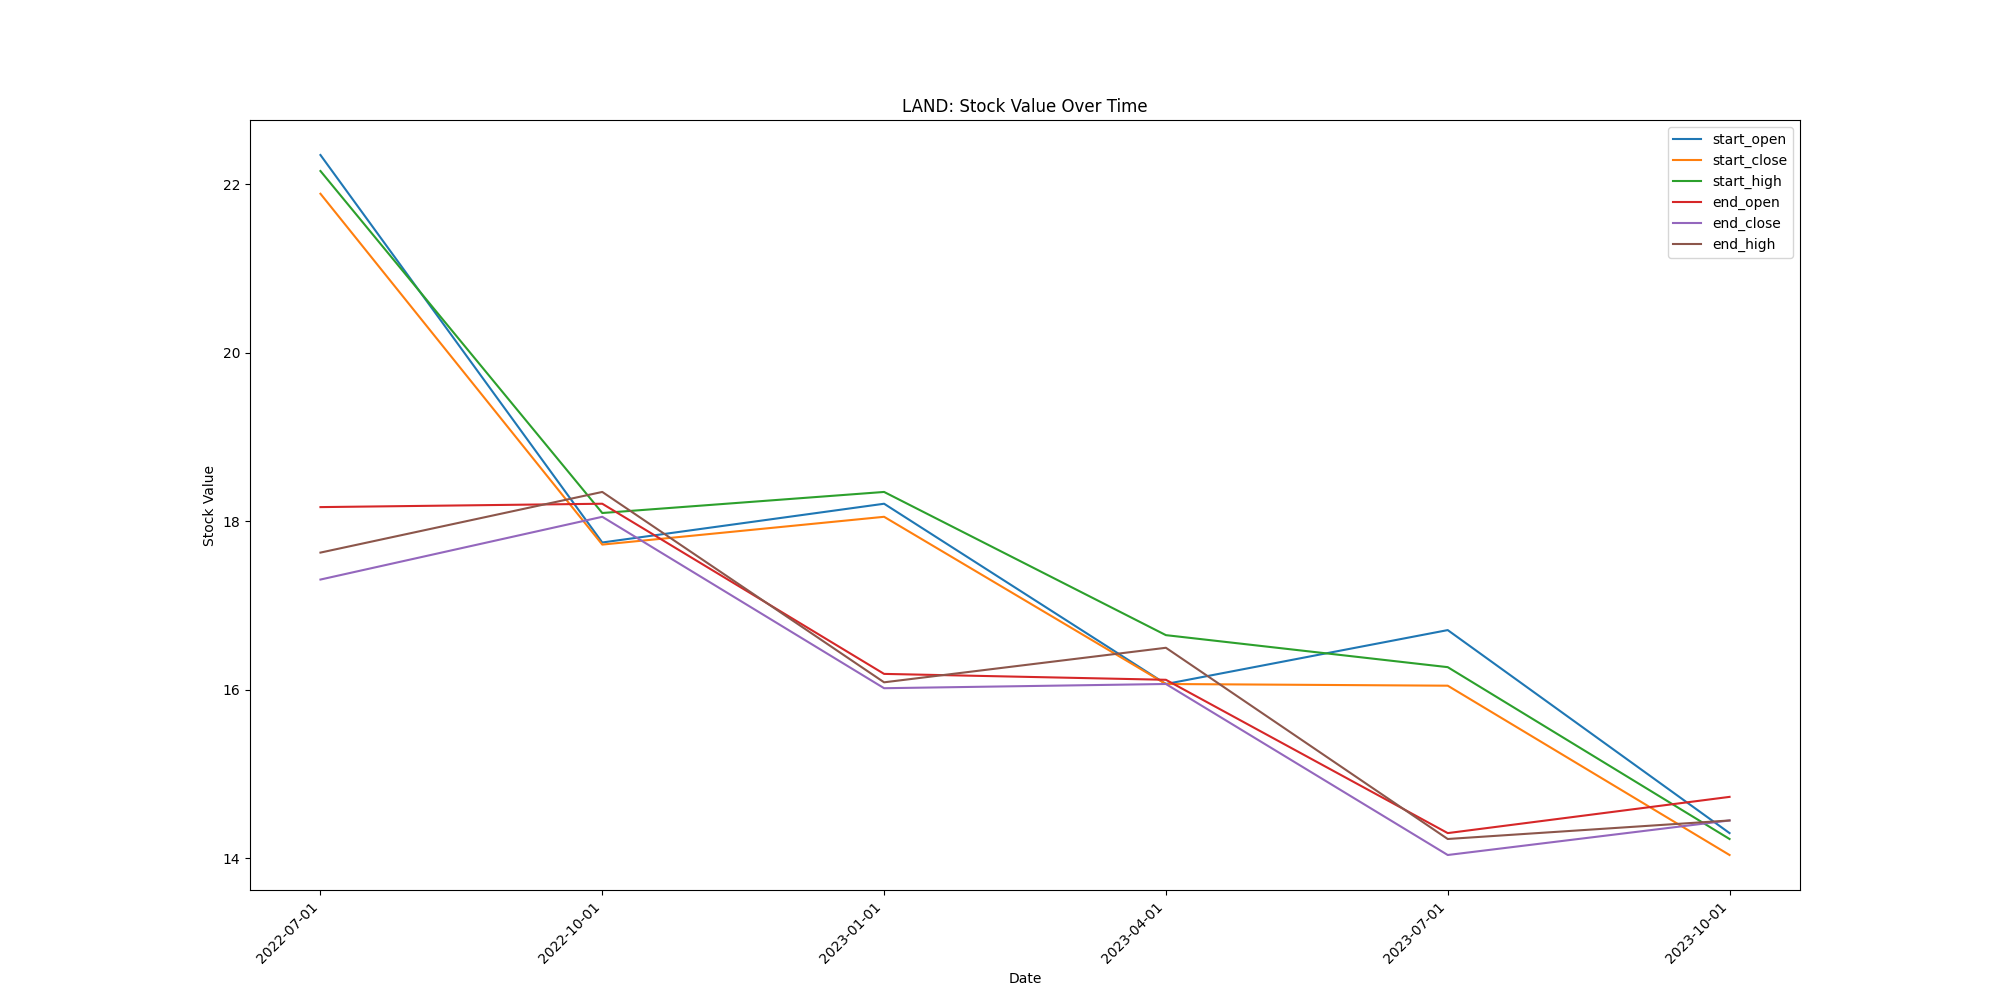 LAND: Stock Value Over Time
start_open
start_close
start_high
end_open
end_close
end_high
22
20
18
16
14
Stock Value
2022-07-01
2022-10-01
2023-01-01
2023-04-01
2023-07-01
2023-10-01
Date